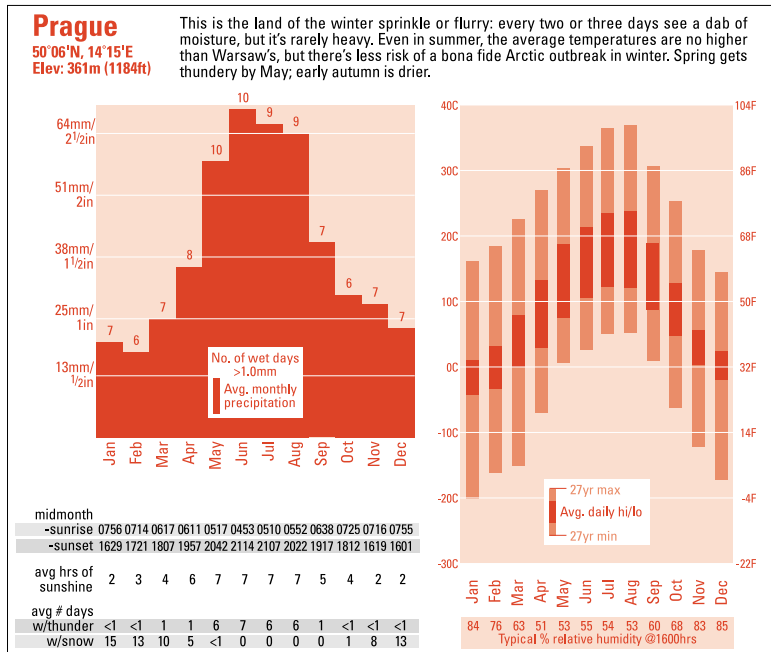 Prague
50°06'N, 14°15'E
Elev: 361m (1184ft)
This is the land of the winter sprinkle or flurry: every two or three days see a dab of
moisture, but it's rarely heavy. Even in summer, the average temperatures are no higher
than Warsaw's, but there's less risk of a bona fide Arctic outbreak in winter. Spring gets
thundery by May; early autumn is drier.
64mm/
2 1/2in
51mm/
2in
38mm/
1 1/2in
25mm/
1in
13mm/
1/2in
7 6 7 8 10 10 9 9 7 6 7 7
No. of wet days
>1.0mm
Avg. monthly
precipitation
Jan Feb Mar Apr May Jun Jul Aug Sep Oct Nov Dec
40C 104F
30C 86F
20C 68F
10C 50F
0C 32F
-10C 14F
-20C -4F
-30C -22F
27yr max
Avg. daily hi/lo
27yr min
Jan Feb Mar Apr May Jun Jul Aug Sep Oct Nov Dec
84 76 63 51 53 55 54 53 60 68 83 85
Typical % relative humidity @1600hrs
midmonth
-sunrise 0756 0714 0617 0611 0517 0453 0510 0552 0638 0725 0716 0755
-sunset 1629 1721 1807 1957 2042 2114 2107 2022 1917 1812 1619 1601
avg hrs of
sunshine 2 3 4 6 7 7 7 7 5 4 2 2
avg # days
w/thunder <1 <1 1 1 6 7 6 6 1 <1 <1 <1
w/snow 15 13 10 5 <1 0 0 0 0 1 8 13